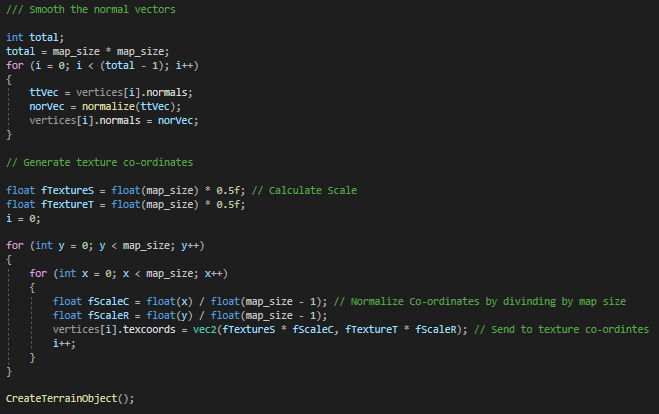 /// Smooth the normal vectors
int total;
total = map_size * map_size;
for (i = 0; i < (total - 1); i++)
{
ttVec = vertices[i].normals;
norVec = normalize(ttVec);
vertices[i].normals = norVec;
}
// Generate texture co-ordinates
float fTextureS = float(map_size) * 0.5f; // Calculate Scale
float fTextureT = float(map_size) * 0.5f;
i = 0;
for (int y = 0; y < map_size; y++)
{
for (int x = 0; x < map_size; x++)
{
float fScaleC = float(x) / float(map_size - 1); // Normalize Co-ordinates by divinding by map size
float fScaleR = float(y) / float(map_size - 1);
vertices[i].texcoords = vec2(fTextureS * fScaleC, fTextureT * fScaleR); // Send to texture co-ordintes
i++;
}
}
CreateTerrainObject();